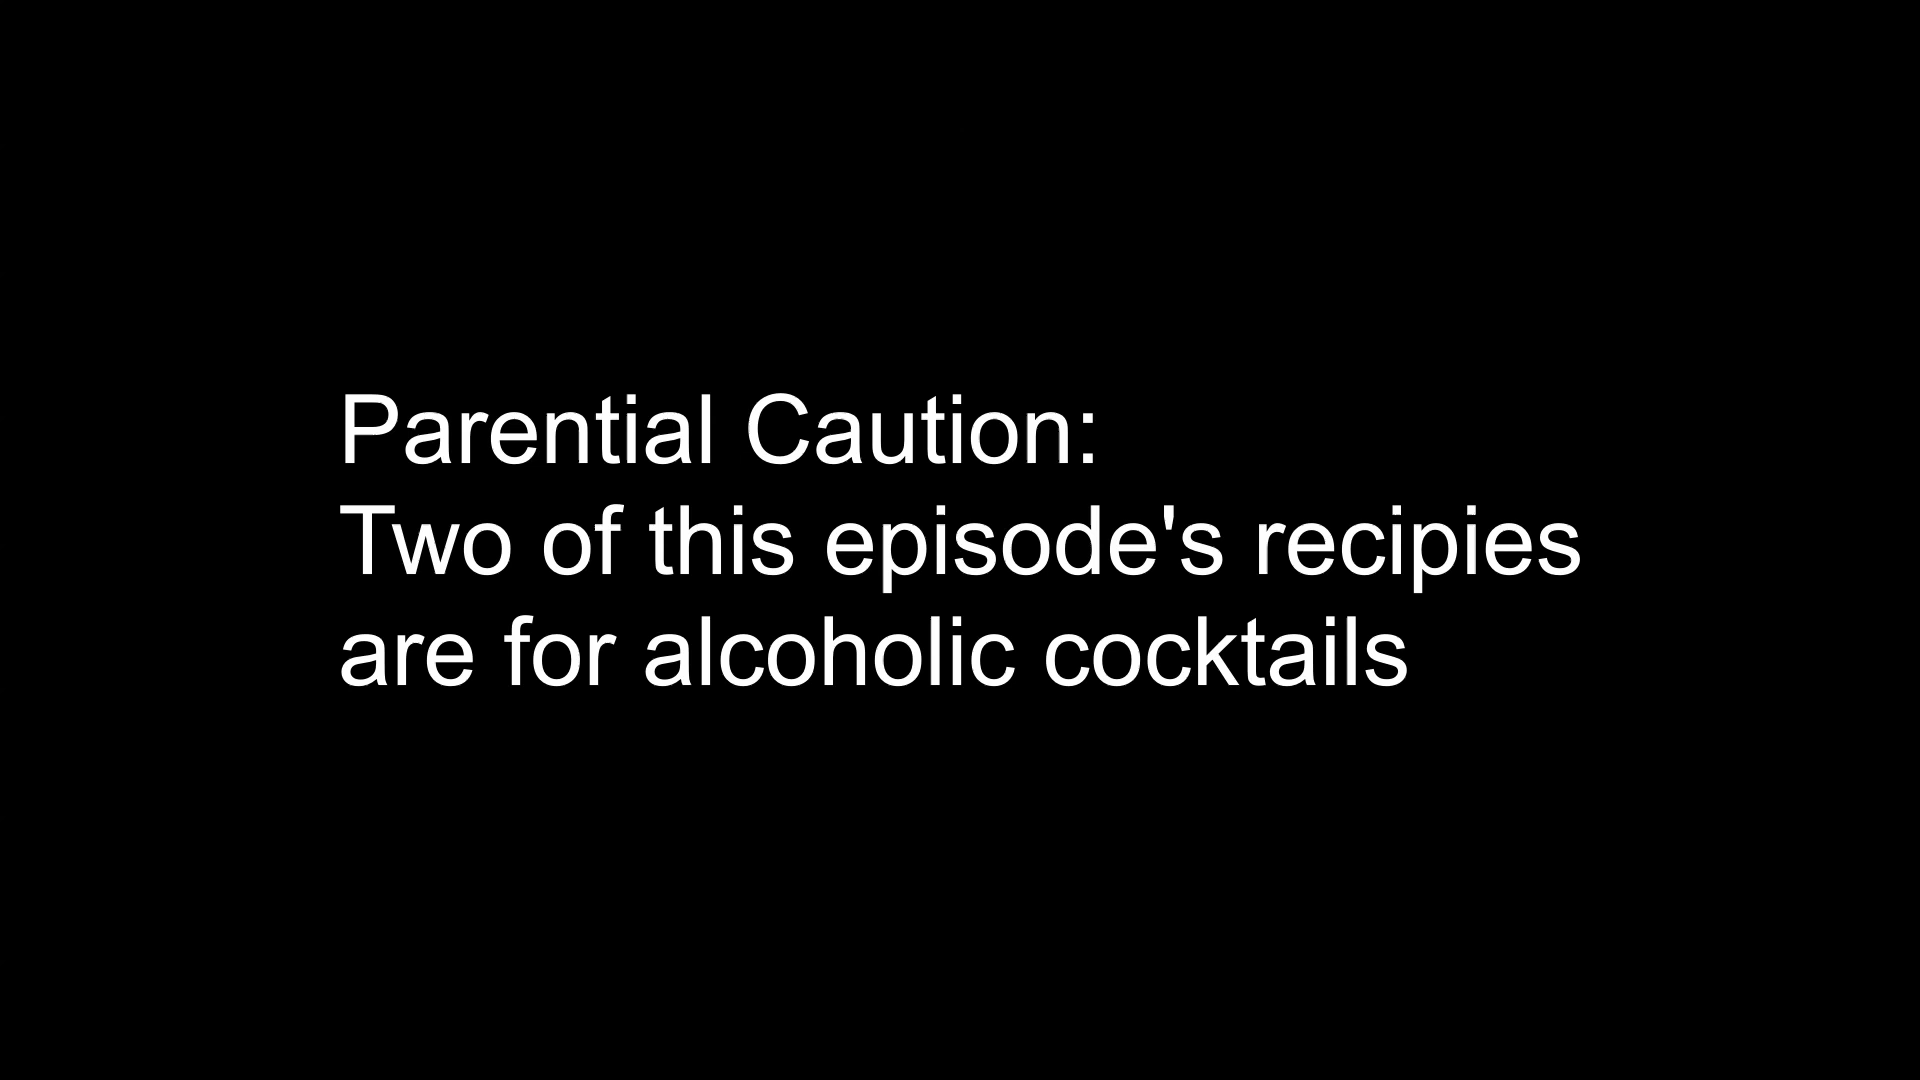 Parential Caution:
Two of this episode's recipies
are for alcoholic cocktails